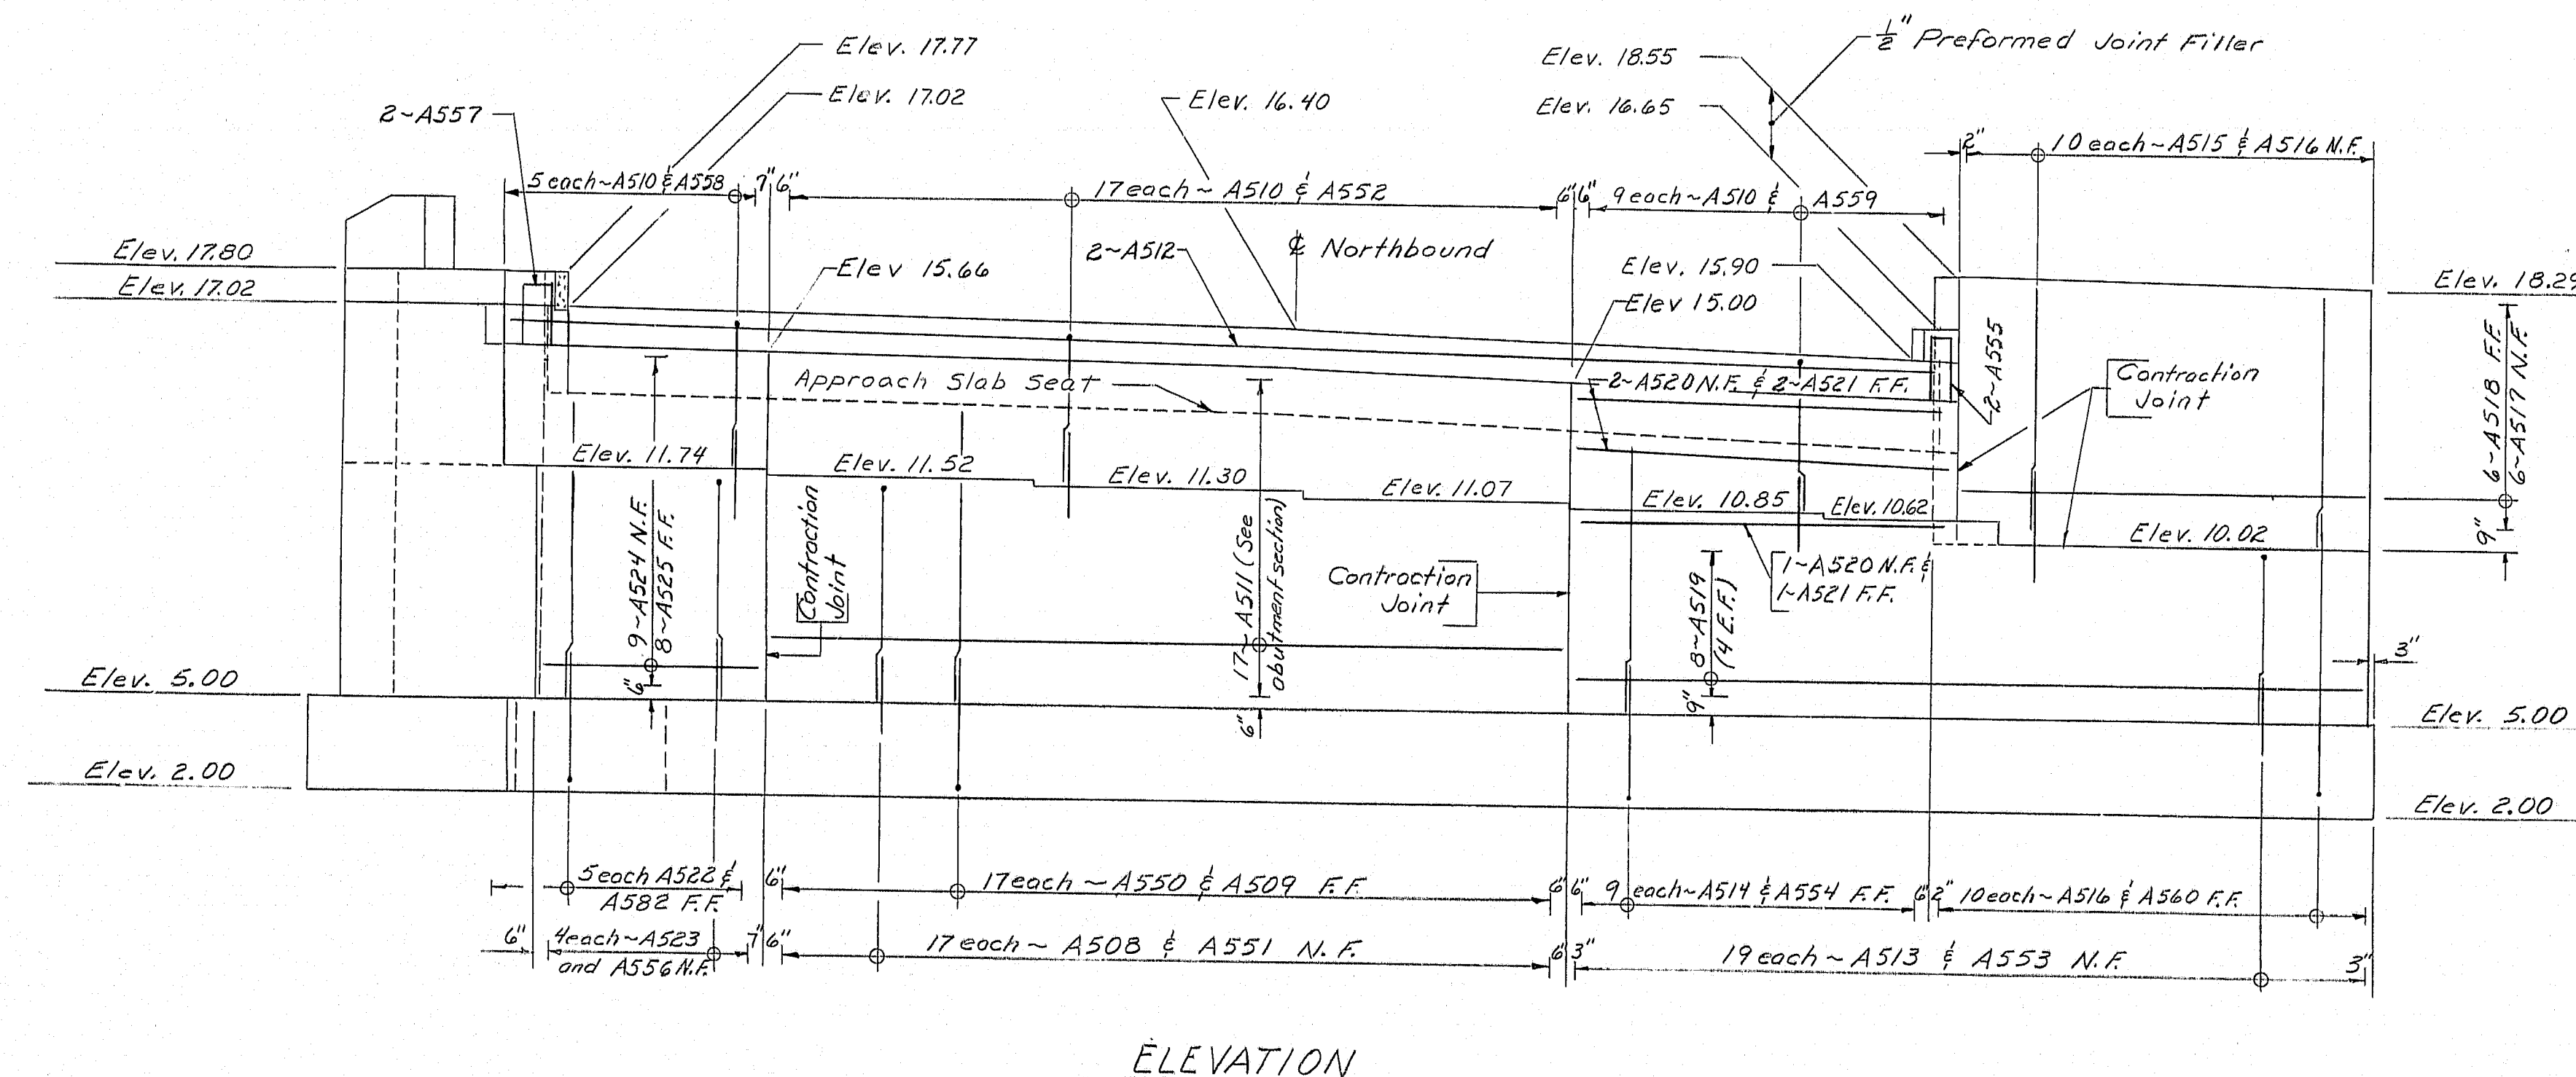 Elev. 17.77
Elev. 17.02
2~A557
Elev. 16.40
Elev. 18.55
Elev. 16.65
1/2" Preformed Joint Filler
2"
10 each~A515 & A516 N.F.
5 each~A510 & A558
7" 6"
17 each~ A510 & A552
6" 6"
9 each~A510 & A559
Elev. 17.80
Elev. 17.02
Elev 15.66
2~A512
℄ Northbound
Elev. 15.90
Elev 15.00
Elev. 18.29
6~A518 F.F.
6~A517 N.F.
9"
2~A555
Contraction
Joint
Approach Slab Seat
2~A520 N.F. & 2~A521 F.F.
Elev. 11.74
Elev. 11.52
Elev. 11.30
Elev. 11.07
Elev. 10.85
Elev. 10.62
Elev. 10.02
9~A524 N.F.
8~A525 F.F.
6"
Contraction
Joint
17~A511 (See
abutment section)
6"
Contraction
Joint
8~A519
(4 E.F.)
9"
1~A520 N.F. &
1~A521 F.F.
3"
Elev. 5.00
Elev. 2.00
Elev. 5.00
Elev. 2.00
5 each A522 &
A582 F.F.
6"
17 each ~ A550 & A509 F.F.
6" 6"
9 each~A514 & A554 F.F.
6" 2"
10 each~A516 & A560 F.F.
6"
4 each~A523
and A556 N.F.
7" 6"
17 each~ A508 & A551 N.F.
6" 3"
19 each~ A513 & A553 N.F.
3"
ELEVATION